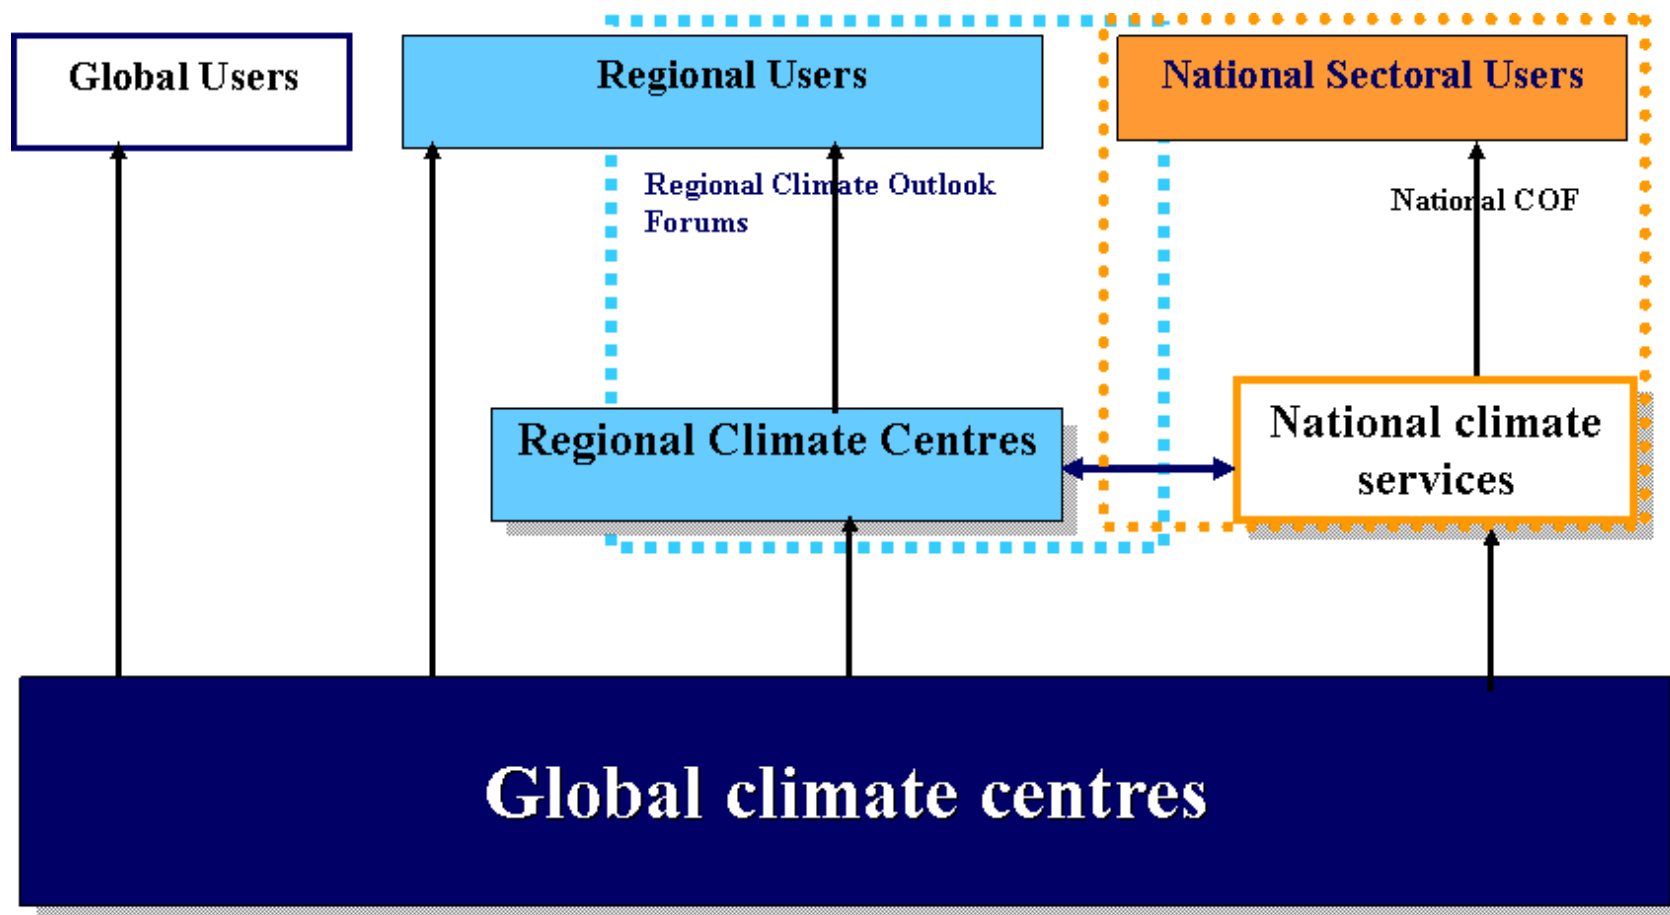 Global Users
Regional Users
National Sectoral Users
Regional Climate Outlook
Forums
National COF
Regional Climate Centres
National climate
services
Global climate centres